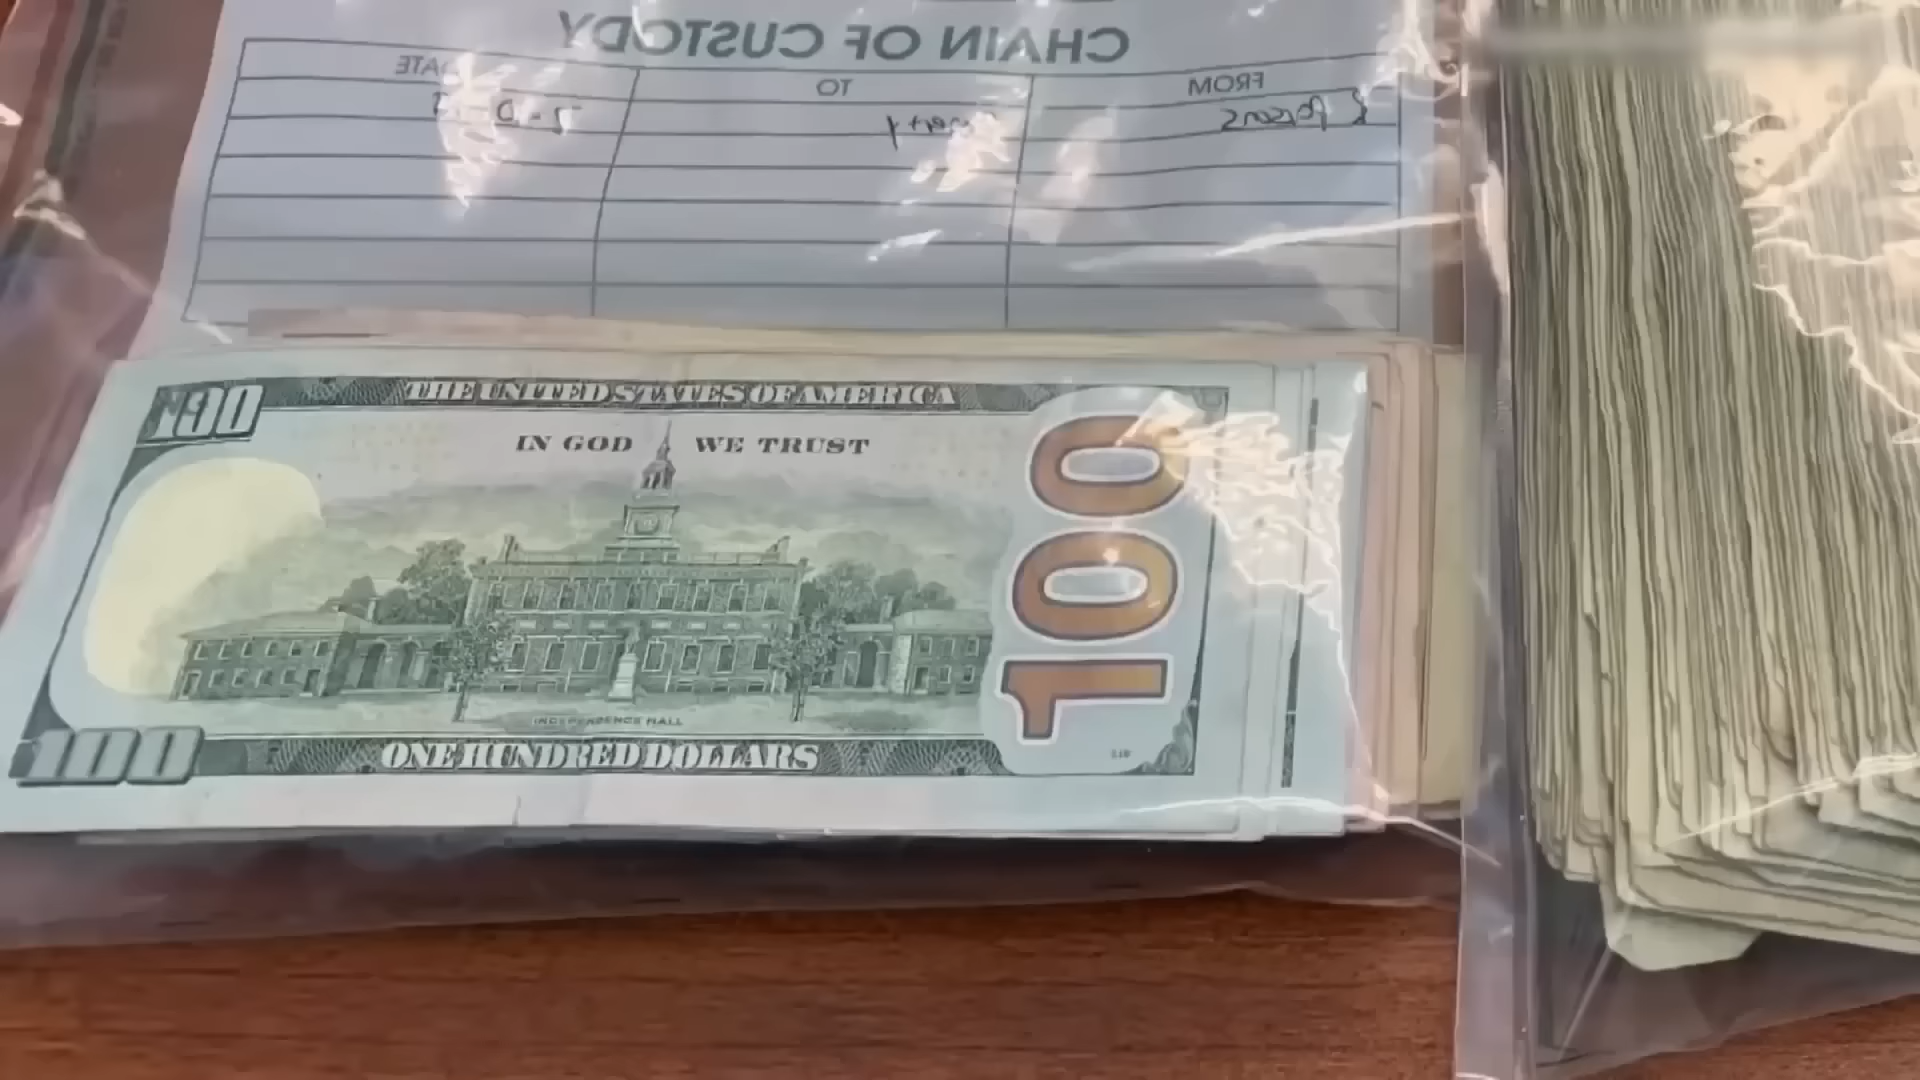 CHAIN OF CUSTODY
FROM TO DATE
Persons
100
THE UNITED STATES OF AMERICA
IN GOD WE TRUST
100
INDEPENDENCE HALL
100
ONE HUNDRED DOLLARS